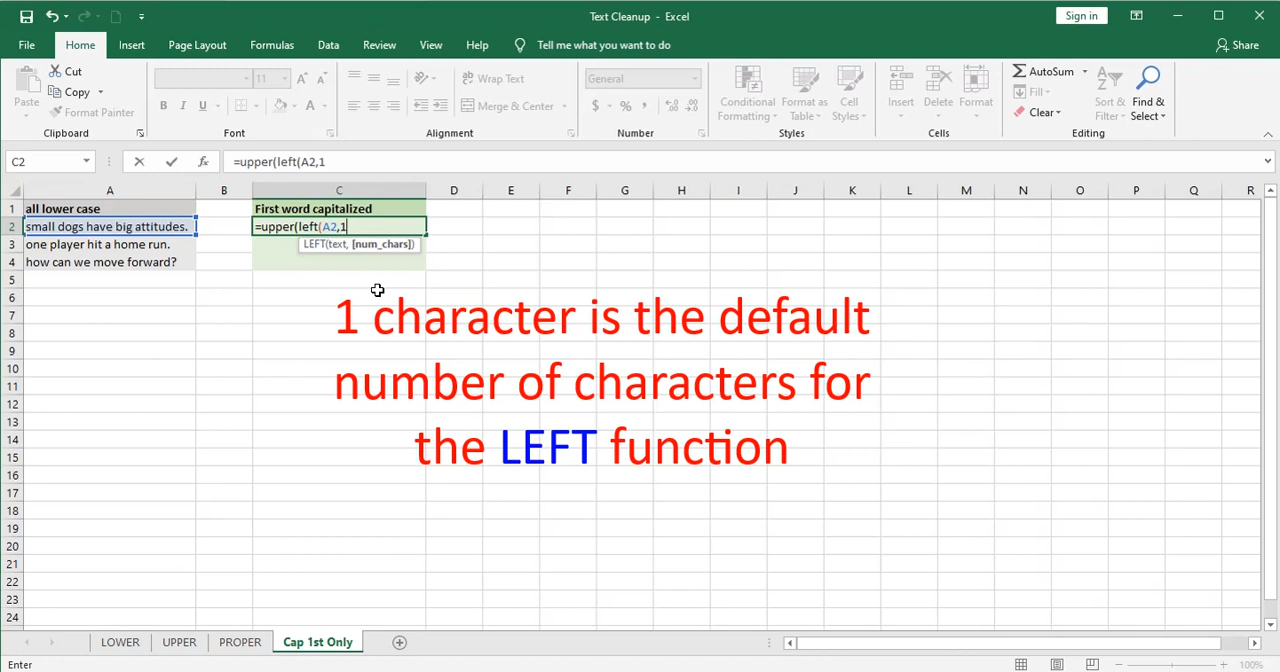 Text Cleanup - Excel
Sign in
File Home Insert Page Layout Formulas Data Review View Help Tell me what you want to do Share
Paste
Cut
Copy
Format Painter
Clipboard
11
B I U
A A
A
Font
Wrap Text
Merge & Center
Alignment
General
$ % ,
Number
Conditional Formatting
Format as Table
Cell Styles
Styles
Insert Delete Format
Cells
AutoSum
Fill
Clear
Sort & Filter
Find & Select
Editing
C2 fx =upper(left(A2,1
A B C D E F G H I J K L M N O P Q R
1 all lower case First word capitalized
2 small dogs have big attitudes. =upper(left(A2,1
3 one player hit a home run. LEFT(text, [num_chars])
4 how can we move forward?
5
6
7
8
9
10
11
12
13
14
15
16
17
18
19
20
21
22
23
24
1 character is the default
number of characters for
the LEFT function
LOWER UPPER PROPER Cap 1st Only
Enter 100%